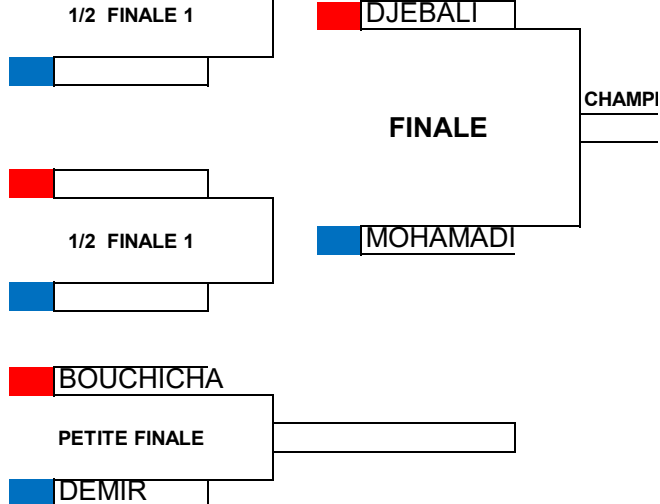 1/2 FINALE 1
DJEBALI
CHAMPI
FINALE
1/2 FINALE 1
MOHAMADI
BOUCHICHA
PETITE FINALE
DEMIR